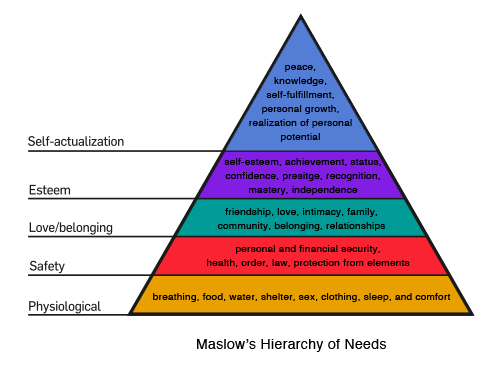 peace,
knowledge,
self-fulfillment,
personal growth,
realization of personal
potential
Self-actualization
self-esteem, achievement, status,
confidence, presitge, recognition,
mastery, independence
Esteem
friendship, love, intimacy, family,
community, belonging, relationships
Love/belonging
personal and financial security,
health, order, law, protection from elements
Safety
breathing, food, water, shelter, sex, clothing, sleep, and comfort
Physiological
Maslow's Hierarchy of Needs